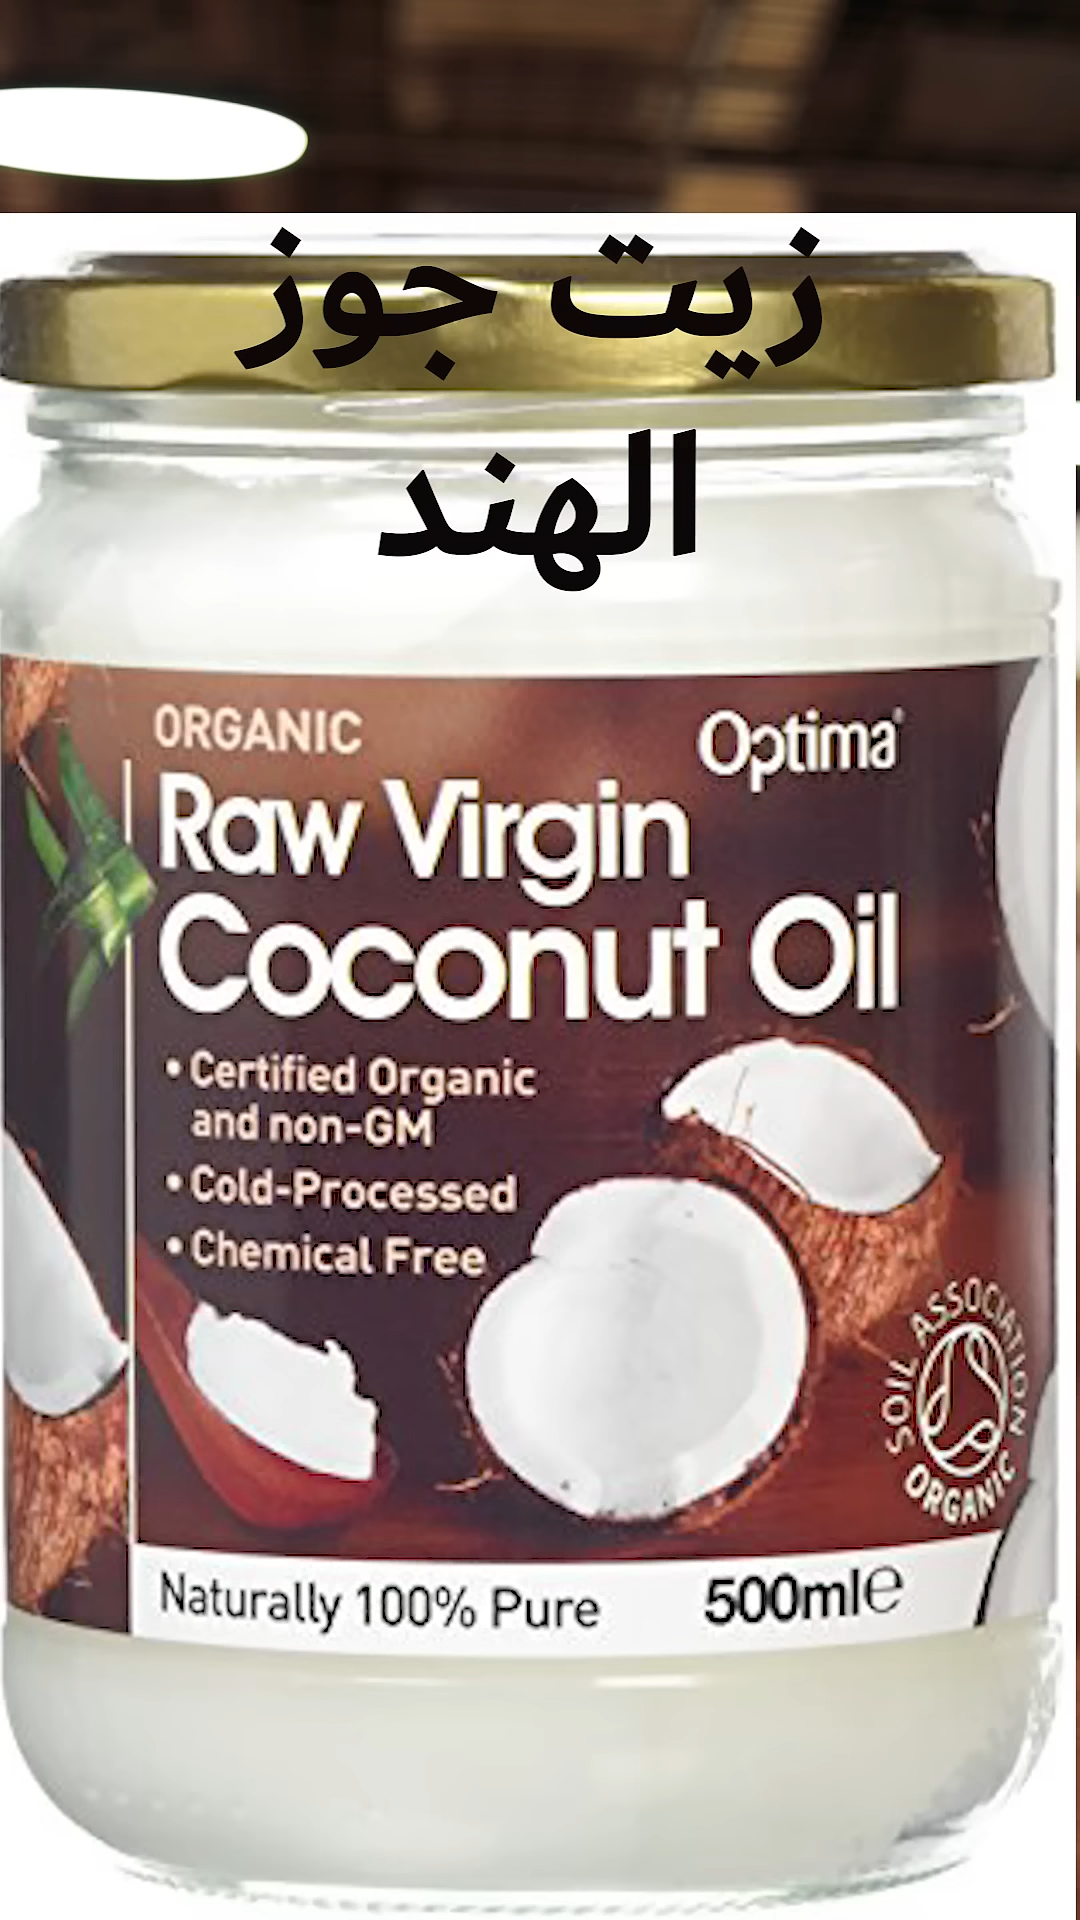 زيت جوز
الهند
ORGANIC
Optima
Raw Virgin
Coconut Oil
• Certified Organic
and non-GM
• Cold-Processed
• Chemical Free
SOIL ASSOCIATION
ORGANIC
Naturally 100% Pure
500ml℮